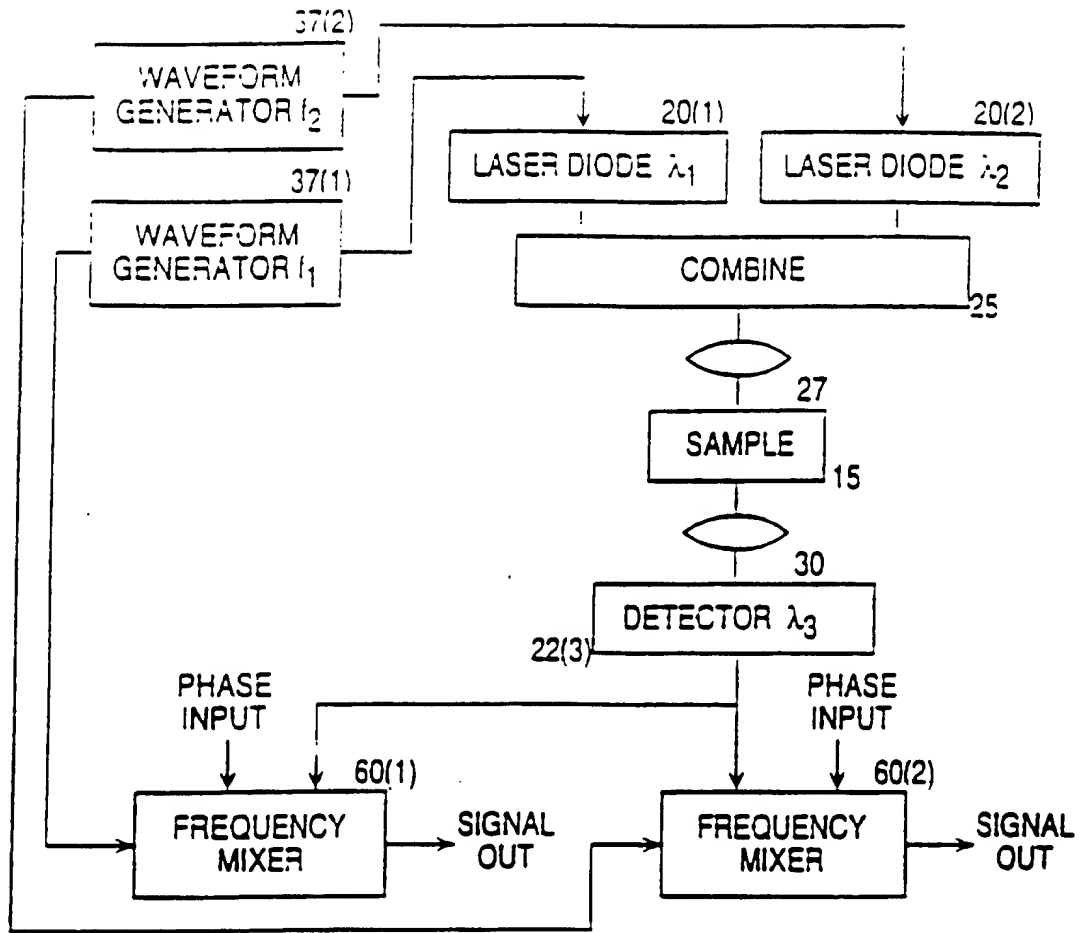 37(2)
WAVEFORM
GENERATOR f2
20(1)
20(2)
LASER DIODE λ1
LASER DIODE λ2
37(1)
WAVEFORM
GENERATOR f1
COMBINE
25
27
SAMPLE
15
30
DETECTOR λ3
22(3)
PHASE
INPUT
PHASE
INPUT
60(1)
60(2)
FREQUENCY
MIXER
SIGNAL
OUT
FREQUENCY
MIXER
SIGNAL
OUT